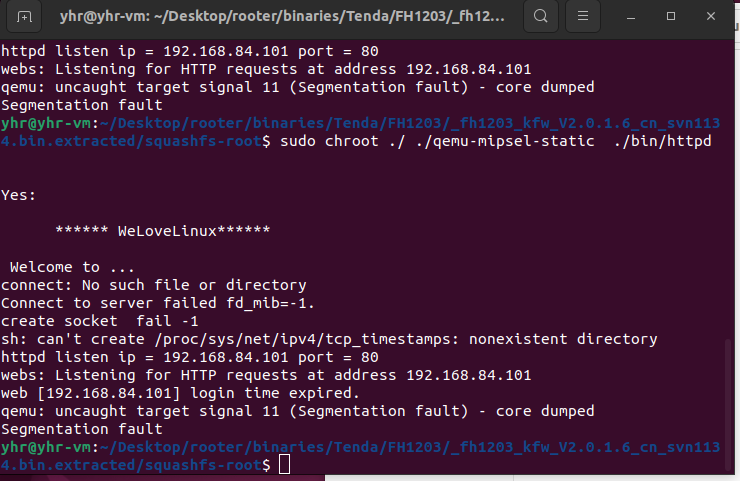 yhr@yhr-vm: ~/Desktop/rooter/binaries/Tenda/FH1203/_fh12...
httpd listen ip = 192.168.84.101 port = 80
webs: Listening for HTTP requests at address 192.168.84.101
qemu: uncaught target signal 11 (Segmentation fault) - core dumped
Segmentation fault
yhr@yhr-vm:~/Desktop/rooter/binaries/Tenda/FH1203/_fh1203_kfw_V2.0.1.6_cn_svn113
4.bin.extracted/squashfs-root$ sudo chroot ./ ./qemu-mipsel-static  ./bin/httpd
Yes:
****** WeLoveLinux******
Welcome to ...
connect: No such file or directory
Connect to server failed fd_mib=-1.
create socket  fail -1
sh: can't create /proc/sys/net/ipv4/tcp_timestamps: nonexistent directory
httpd listen ip = 192.168.84.101 port = 80
webs: Listening for HTTP requests at address 192.168.84.101
web [192.168.84.101] login time expired.
qemu: uncaught target signal 11 (Segmentation fault) - core dumped
Segmentation fault
yhr@yhr-vm:~/Desktop/rooter/binaries/Tenda/FH1203/_fh1203_kfw_V2.0.1.6_cn_svn113
4.bin.extracted/squashfs-root$